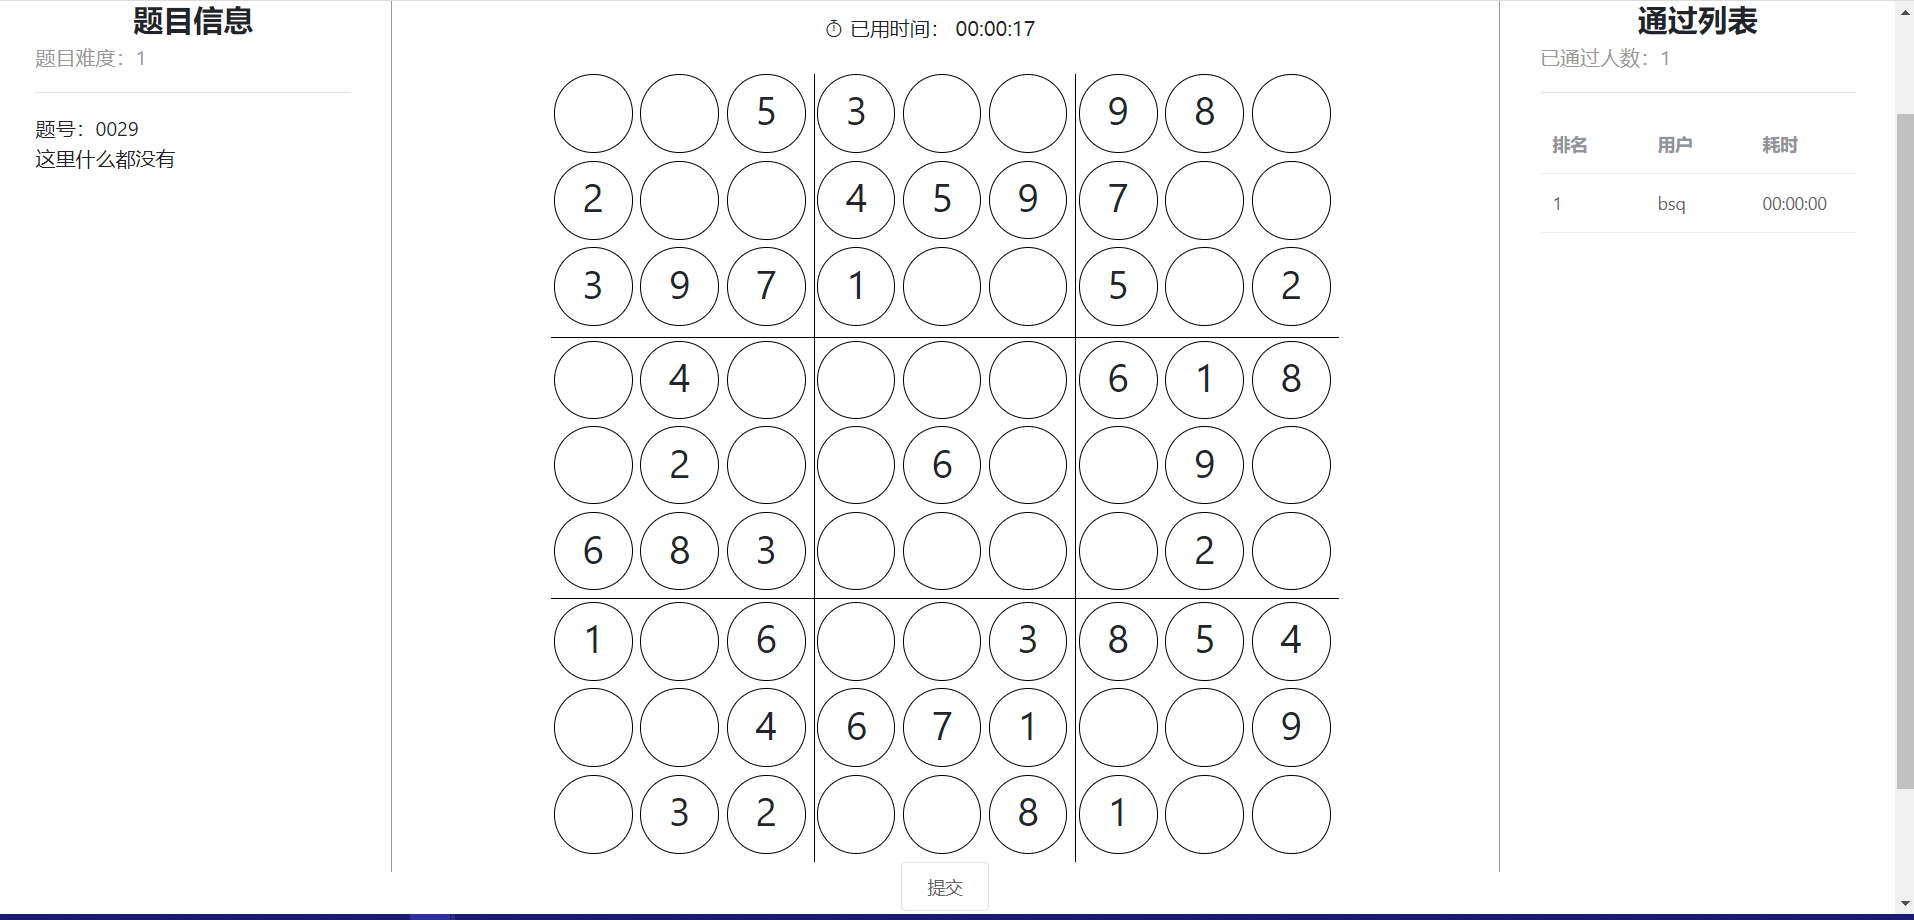 题目信息
题目难度：1
题号：0029
这里什么都没有
已用时间： 00:00:17
5 3 9 8
2 4 5 9 7
3 9 7 1 5 2
4 6 1 8
2 6 9
6 8 3 2
1 6 3 8 5 4
4 6 7 1 9
3 2 8 1
提交
通过列表
已通过人数：1
排名 用户 耗时
1 bsq 00:00:00